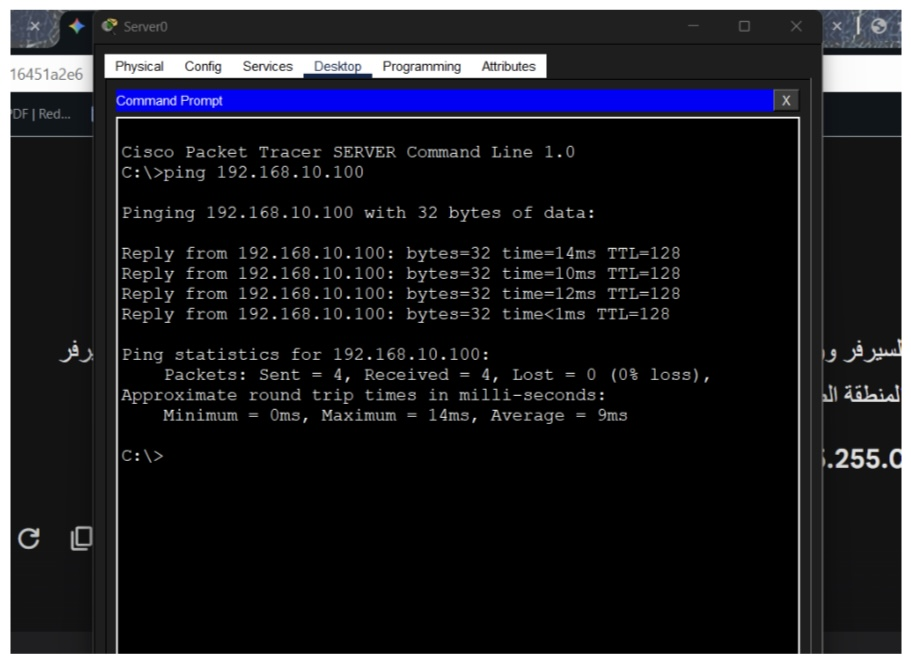 Server0
16451a2e6
Physical Config Services Desktop Programming Attributes
PDF | Red...
Command Prompt X
Cisco Packet Tracer SERVER Command Line 1.0
C:\>ping 192.168.10.100
Pinging 192.168.10.100 with 32 bytes of data:
Reply from 192.168.10.100: bytes=32 time=14ms TTL=128
Reply from 192.168.10.100: bytes=32 time=10ms TTL=128
Reply from 192.168.10.100: bytes=32 time=12ms TTL=128
Reply from 192.168.10.100: bytes=32 time<1ms TTL=128
Ping statistics for 192.168.10.100:
Packets: Sent = 4, Received = 4, Lost = 0 (0% loss),
Approximate round trip times in milli-seconds:
Minimum = 0ms, Maximum = 14ms, Average = 9ms
C:\>
السيرفر
المنطقة
.255.0